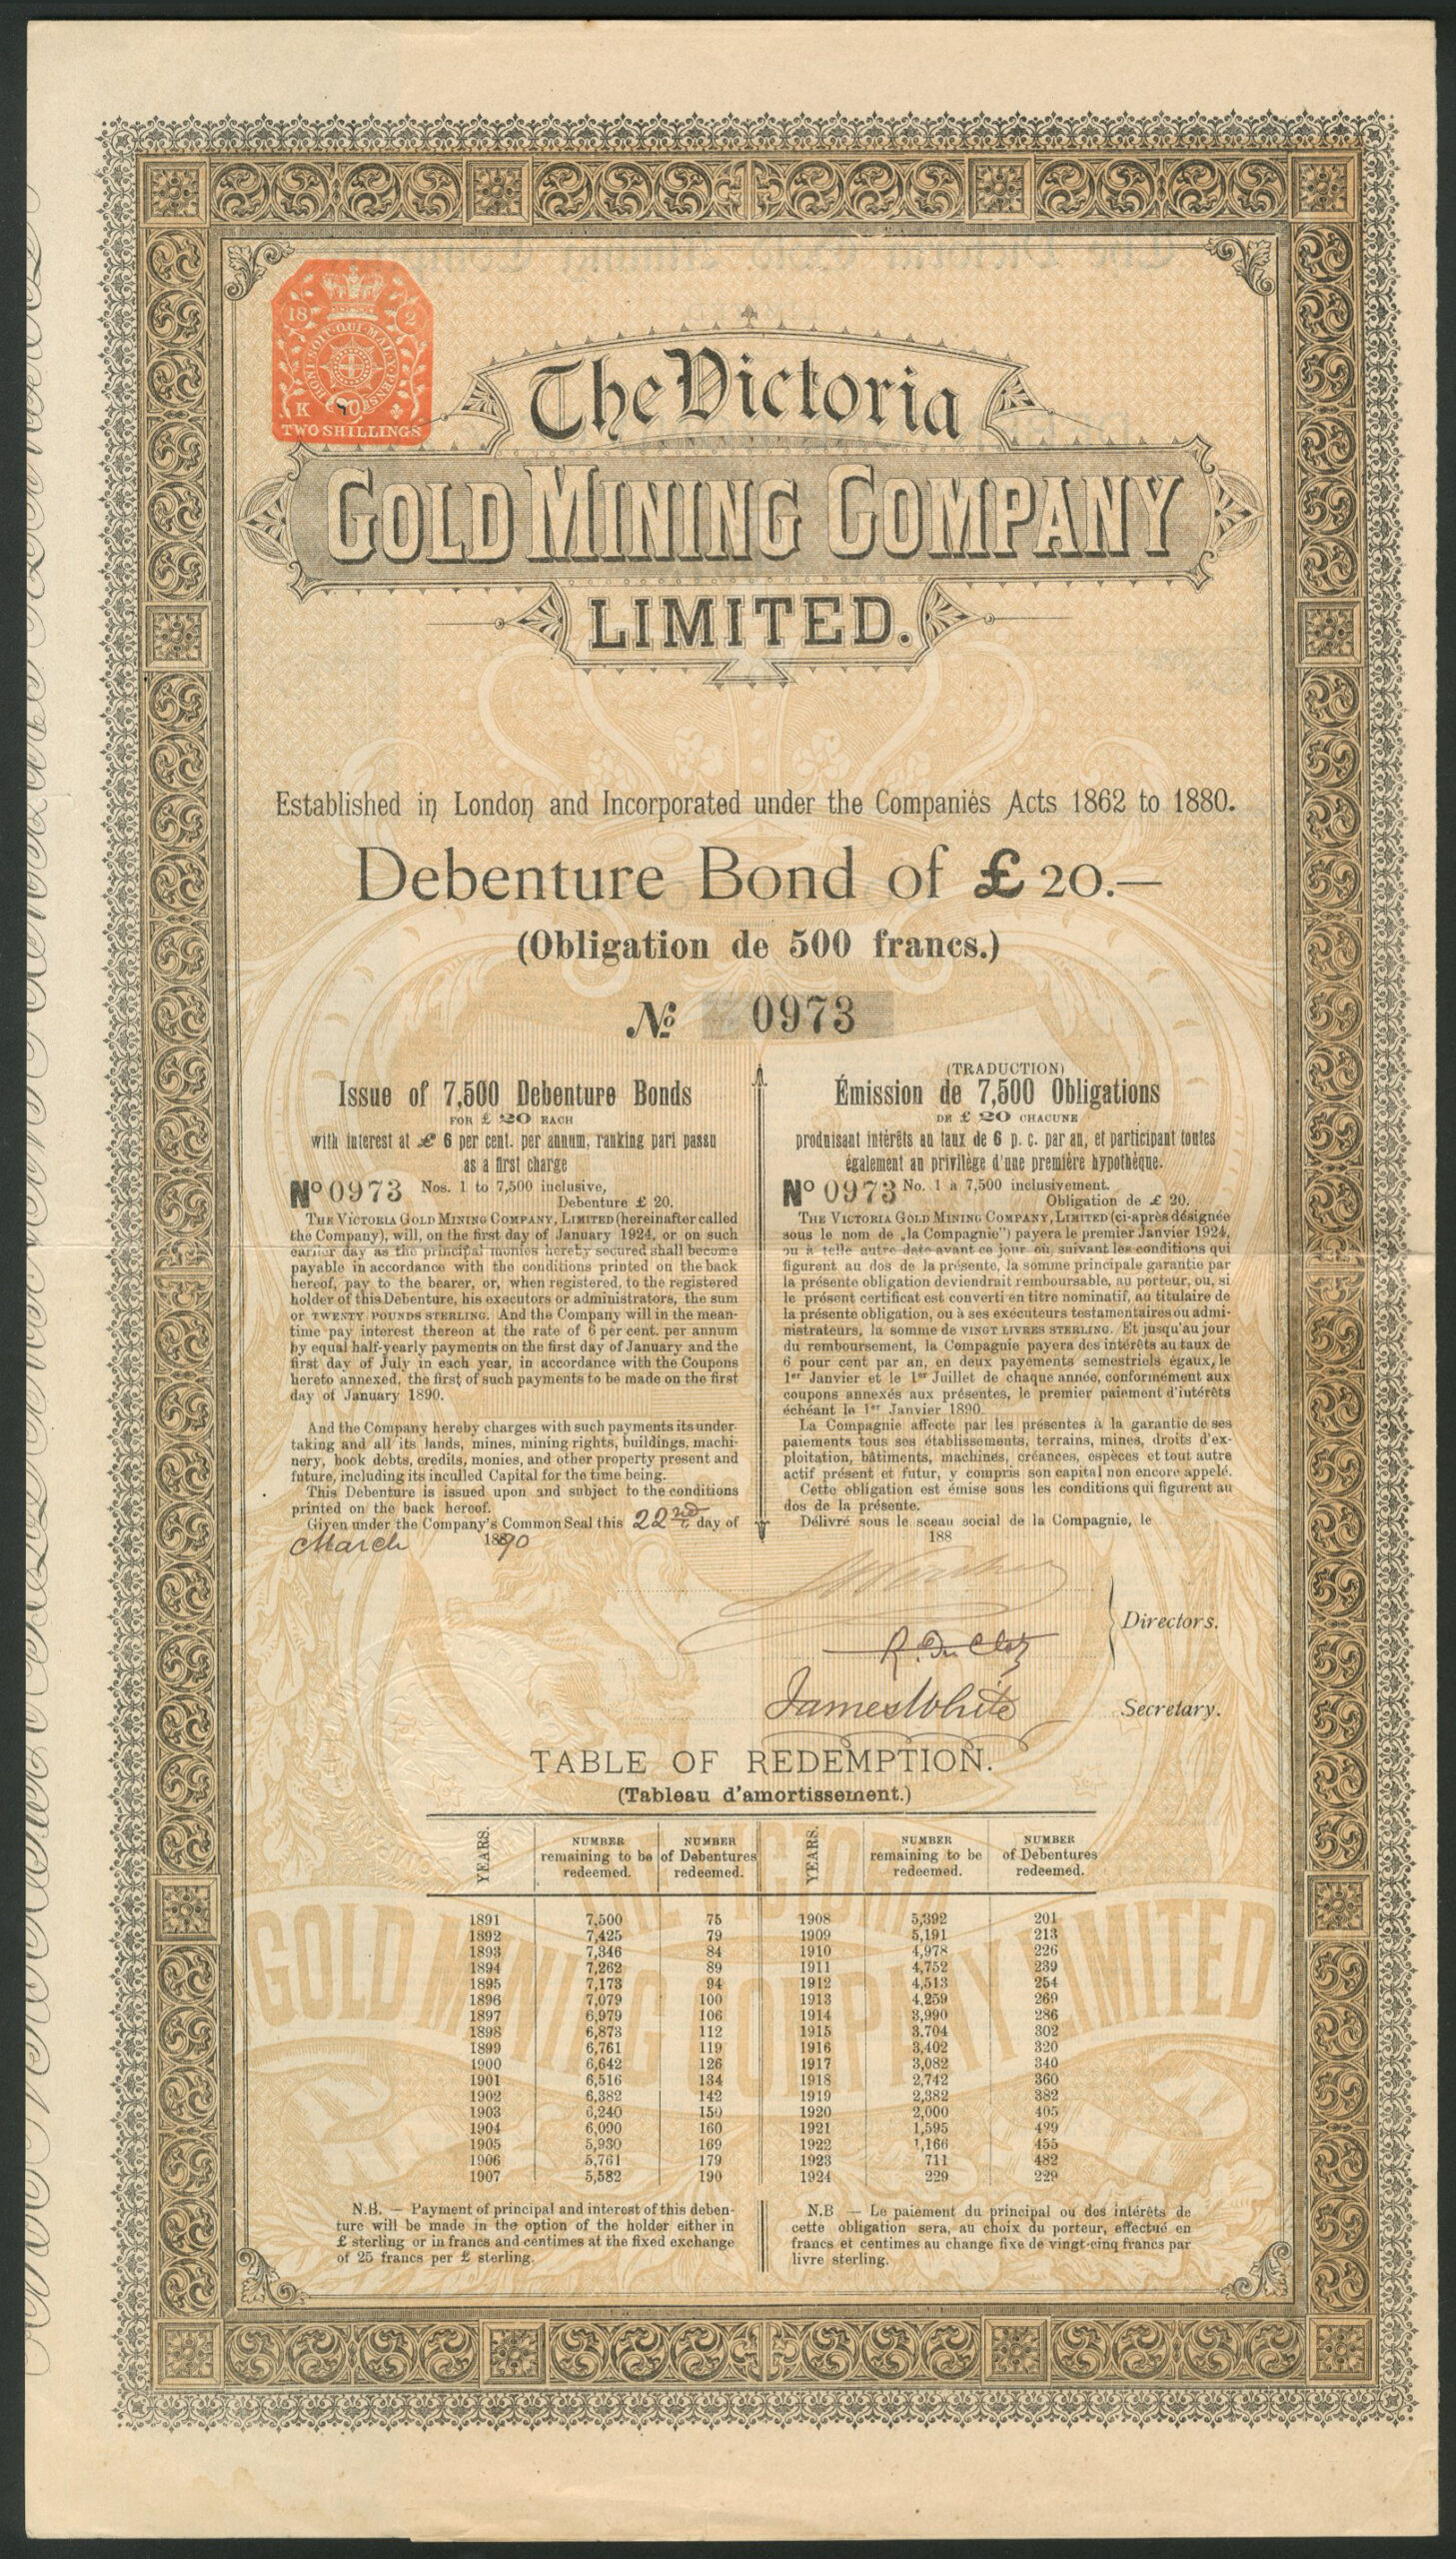 18 2
HONI·SOIT·QUI·MAL·Y·PENSE
K 90
TWO SHILLINGS
The Victoria
GOLD MINING COMPANY
LIMITED.
Established in London and Incorporated under the Companies Acts 1862 to 1880.
Debenture Bond of £ 20.—
(Obligation de 500 francs.)
No 0973
Issue of 7,500 Debenture Bonds
FOR £ 20 EACH
with interest at £ 6 per cent. per annum, ranking pari passu
as a first charge
No 0973 Nos. 1 to 7,500 inclusive,
Debenture £ 20.
THE VICTORIA GOLD MINING COMPANY, LIMITED (hereinafter called
the Company), will, on the first day of January 1924, or on such
earlier day as the principal monies hereby secured shall become
payable in accordance with the conditions printed on the back
hereof, pay to the bearer, or, when registered, to the registered
holder of this Debenture, his executors or administrators, the sum
or TWENTY POUNDS STERLING. And the Company will in the mean-
time pay interest thereon at the rate of 6 per cent. per annum
by equal half-yearly payments on the first day of January and the
first day of July in each year, in accordance with the Coupons
hereto annexed, the first of such payments to be made on the first
day of January 1890.
And the Company hereby charges with such payments its under-
taking and all its lands, mines, mining rights, buildings, machi-
nery, book debts, credils, monies, and other property present and
future, including its inculled Capital for the time being.
This Debenture is issued upon and subject to the conditions
printed on the back hereof.
Given under the Company's Common Seal this 22nd day of
March 1890
(TRADUCTION)
Émission de 7,500 Obligations
DE £ 20 CHACUNE
produisant intérêts au taux de 6 p. c. par an, et participant toutes
également au privilège d'une première hypothèque.
No 0973 No. 1 à 7,500 inclusivement.
Obligation de £ 20.
THE VICTORIA GOLD MINING COMPANY, LIMITED (ci-après désignée
sous le nom de „la Compagnie") payera le premier Janvier 1924,
ou à telle autre date avant ce jour où, suivant les conditions qui
figurent au dos de la présente, la somme principale garantie par
la présente obligation deviendrait remboursable, au porteur, ou, si
le présent certificat est converti en titre nominatif, au titulaire de
la présente obligation, ou à ses exécuteurs testamentaires ou admi-
nistrateurs, la somme de VINGT LIVRES STERLING. Et jusqu'au jour
du remboursement, la Compagnie payera des intérêts au taux de
6 pour cent par an, en deux payements semestriels égaux, le
1er Janvier et le 1er Juillet de chaque année, conformément aux
coupons annexés aux présentes, le premier paiement d'intérêts
échéant le 1er Janvier 1890.
La Compagnie affecte par les présentes à la garantie de ses
paiements tous ses établissements, terrains, mines, droits d'ex-
ploitation, bâtiments, machines, créances, espèces et tout autre
actif présent et futur, y compris son capital non encore appelé.
Cette obligation est émise sous les conditions qui figurent au
dos de la présente.
Délivré sous le sceau social de la Compagnie, le
188
Directors.
James White
Secretary.
TABLE OF REDEMPTION.
(Tableau d'amortissement.)
YEARS. NUMBER remaining to be redeemed. NUMBER of Debentures redeemed. YEARS. NUMBER remaining to be redeemed. NUMBER of Debentures redeemed.
1891 7,500 75 1908 5,392 201
1892 7,425 79 1909 5,191 213
1893 7,346 84 1910 4,978 226
1894 7,262 89 1911 4,752 239
1895 7,173 94 1912 4,513 254
1896 7,079 100 1913 4,259 269
1897 6,979 106 1914 3,990 286
1898 6,873 112 1915 3.704 302
1899 6,761 119 1916 3,402 320
1900 6,642 126 1917 3,082 340
1901 6,516 134 1918 2,742 360
1902 6,382 142 1919 2,382 382
1903 6,240 150 1920 2,000 405
1904 6,090 160 1921 1,595 429
1905 5,930 169 1922 1,166 455
1906 5,761 179 1923 711 482
1907 5,582 190 1924 229 229
N.B. — Payment of principal and interest of this deben-
ture will be made in the option of the holder either in
£ sterling or in francs and centimes at the fixed exchange
of 25 francs per £ sterling.
N.B — Le paiement du principal ou des intérêts de
cette obligation sera, au choix du porteur, effectué en
francs et centimes au change fixe de vingt-cinq francs par
livre sterling.
THE VICTORIA
GOLD MINING COMPANY LIMITED